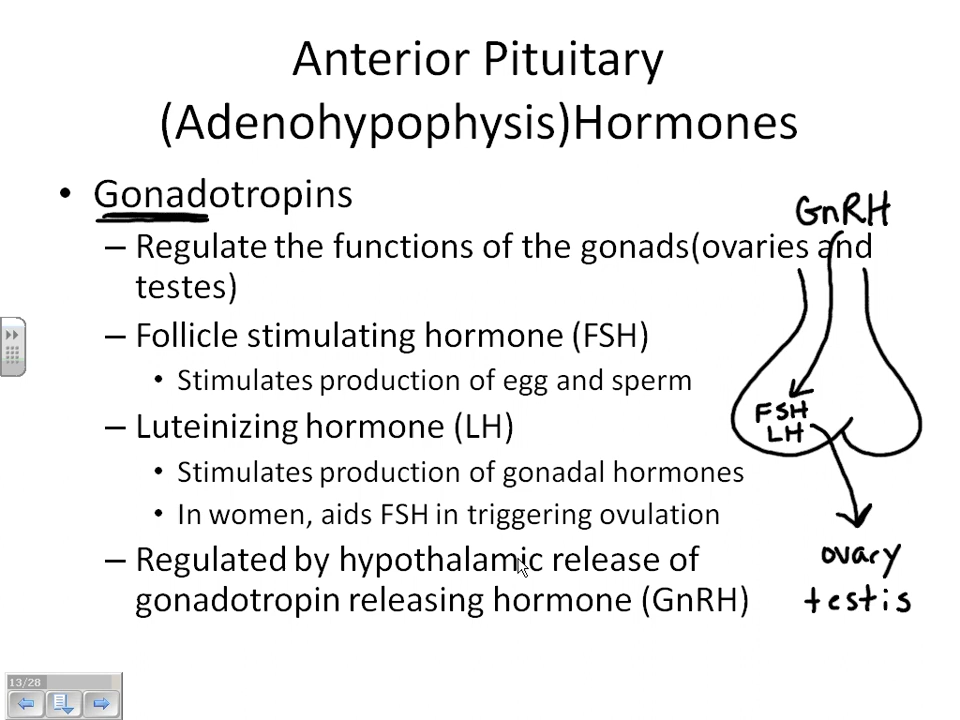 Anterior Pituitary
(Adenohypophysis)Hormones
• Gonadotropins
– Regulate the functions of the gonads(ovaries and
testes)
– Follicle stimulating hormone (FSH)
• Stimulates production of egg and sperm
– Luteinizing hormone (LH)
• Stimulates production of gonadal hormones
• In women, aids FSH in triggering ovulation
– Regulated by hypothalamic release of
gonadotropin releasing hormone (GnRH)
GnRH
FSH
LH
ovary
testis
13/28